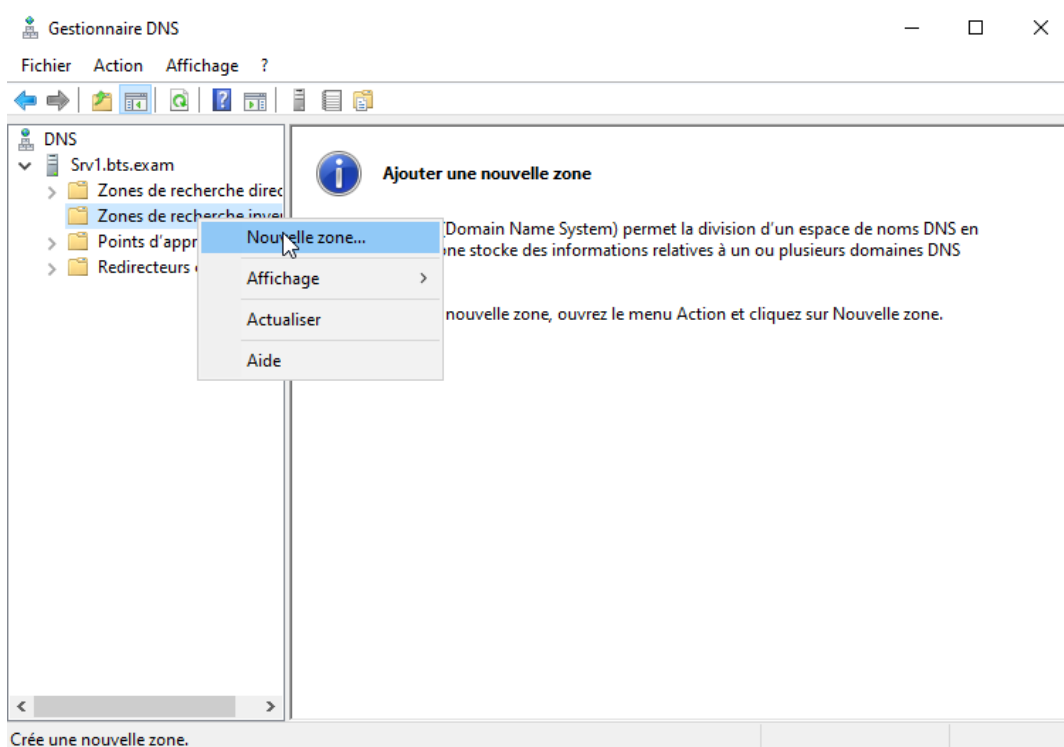 Gestionnaire DNS
Fichier Action Affichage ?
DNS
Srv1.bts.exam
Zones de recherche direc
Zones de recherche inver
Points d'appr
Redirecteurs
Nouvelle zone...
Affichage
Actualiser
Aide
Ajouter une nouvelle zone
(Domain Name System) permet la division d'un espace de noms DNS en
ne stocke des informations relatives à un ou plusieurs domaines DNS
nouvelle zone, ouvrez le menu Action et cliquez sur Nouvelle zone.
Crée une nouvelle zone.